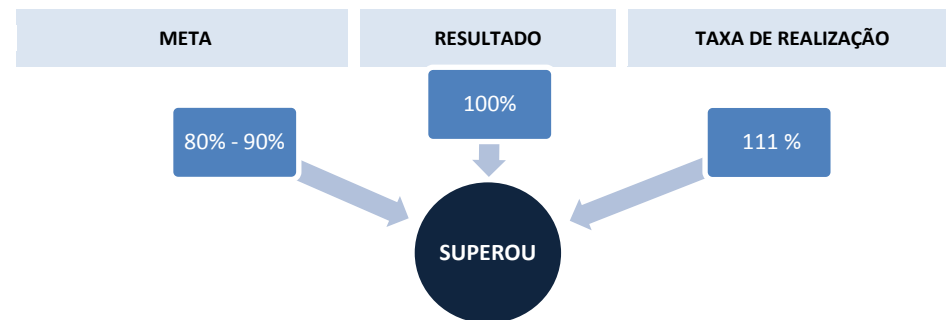 META
RESULTADO
TAXA DE REALIZAÇÃO
100%
80% - 90%
111 %
SUPEROU